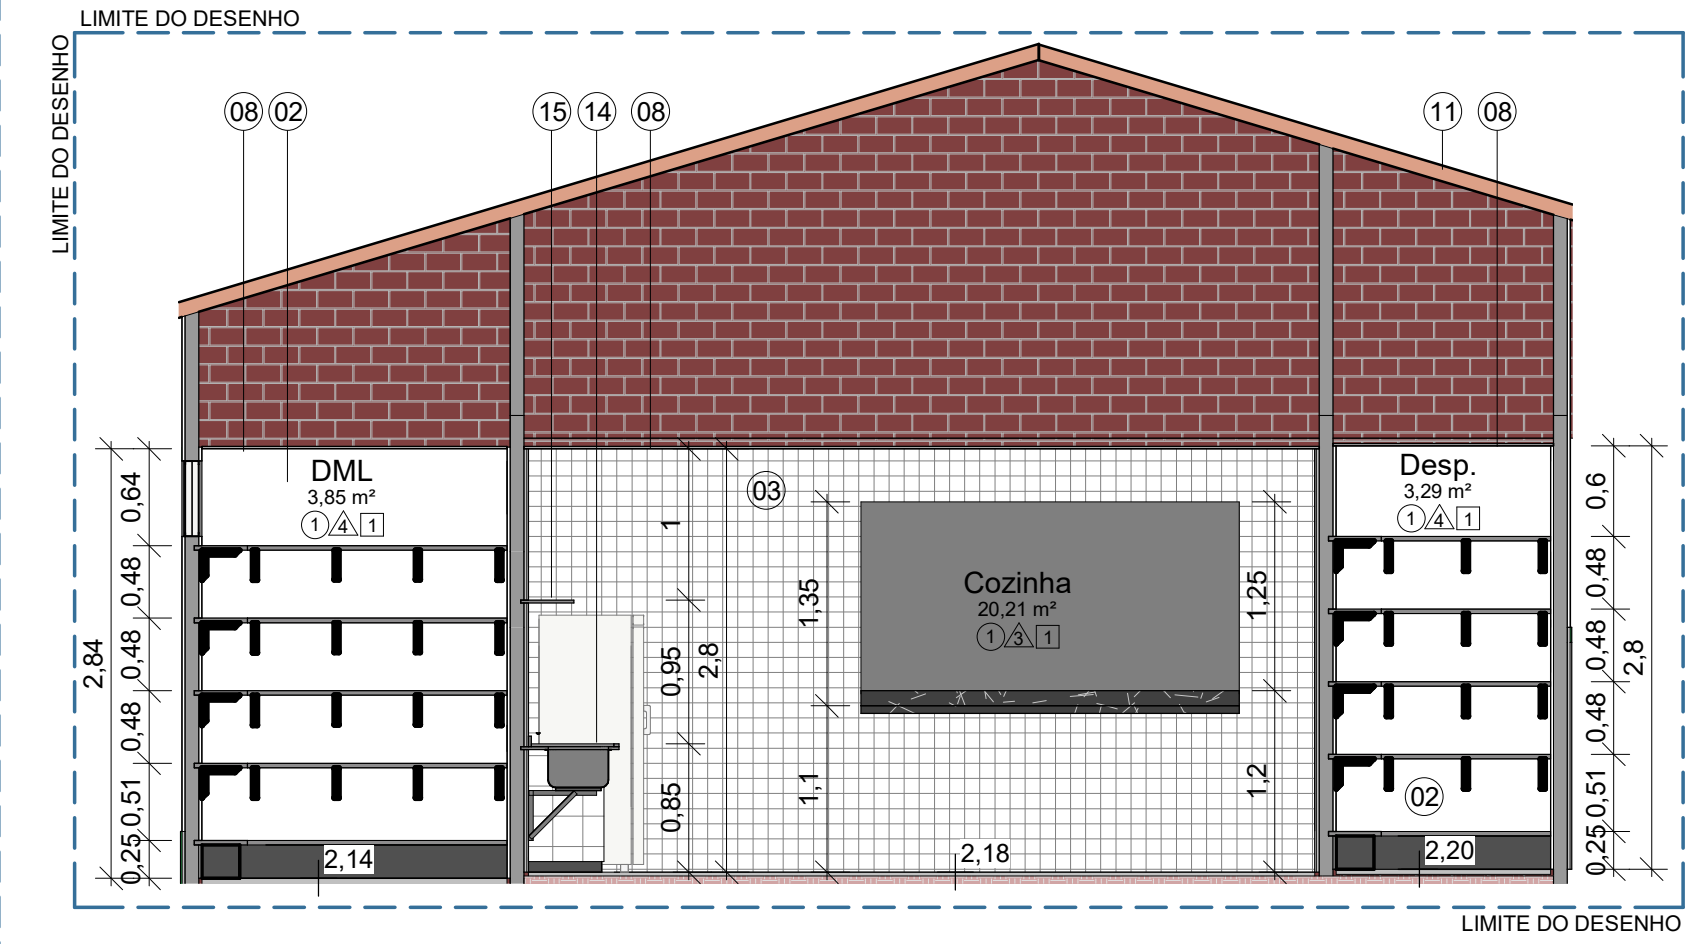 LIMITE DO DESENHO
LIMITE DO DESENHO
08 02 15 14 08 11 08
DML
3,85 m²
1 4 1
03
Desp.
3,29 m²
1 4 1
Cozinha
20,21 m²
1 3 1
2,84
0,64
0,48
0,48
0,48
0,51
0,25
1
0,95
0,85
2,8
1,35
1,1
1,25
1,2
0,6
0,48
0,48
0,48
0,51
0,25
2,8
02
2,14
2,18
2,20
LIMITE DO DESENHO